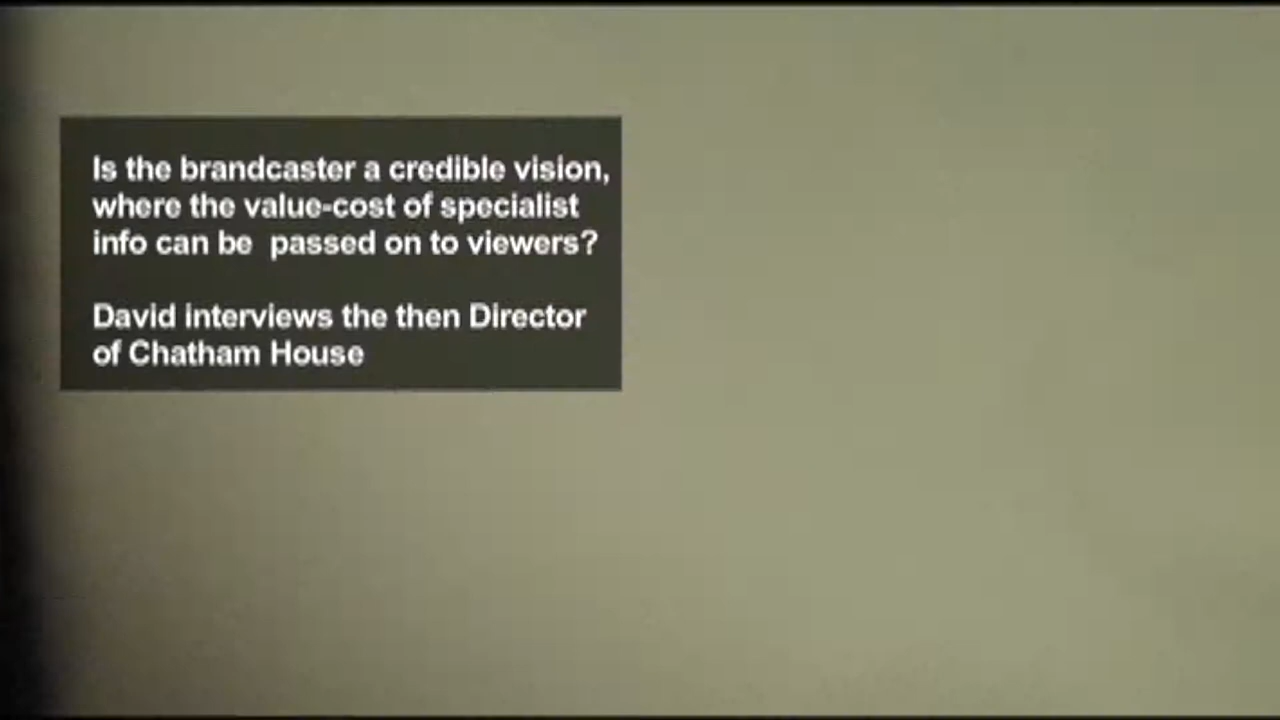 Is the brandcaster a credible vision,
where the value-cost of specialist
info can be  passed on to viewers?
David interviews the then Director
of Chatham House